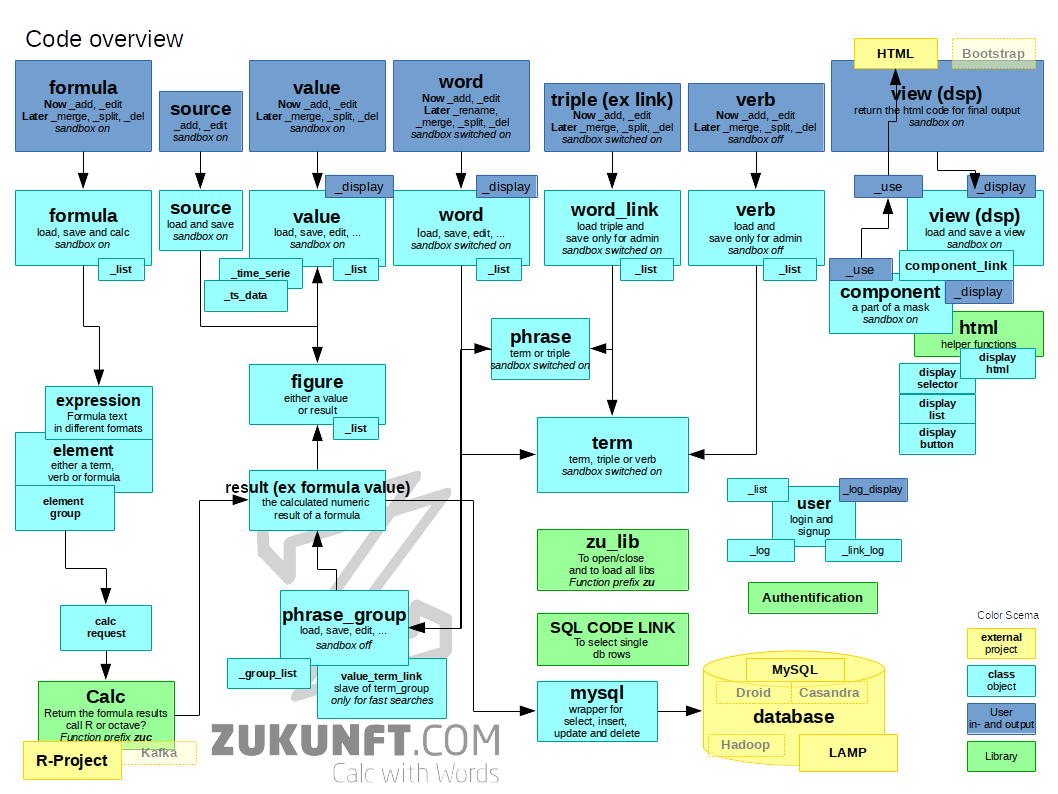 Code overview
formula
Now _add, _edit
Later _merge, _split, _del
sandbox on
source
_add, _edit
sandbox on
value
Now _add, _edit
Later _merge, _split, _del
sandbox on
word
Now _add, _edit
Later _rename,
_merge, _split, _del
sandbox switched on
triple (ex link)
Now _add, _edit
Later _merge, _split, _del
sandbox switched on
verb
Now _add, _edit
Later _merge, _split, _del
sandbox off
HTML
Bootstrap
view (dsp)
return the html code for final output
sandbox on
formula
load, save and calc
sandbox on
_list
source
load and save
sandbox on
_display
value
load, save, edit, ...
sandbox on
_time_serie
_list
_ts_data
_display
word
load, save, edit, ...
sandbox switched on
_list
word_link
load triple and
save only for admin
sandbox switched on
_list
verb
load and
save only for admin
sandbox off
_list
_use
_display
view (dsp)
load and save a view
sandbox on
component_link
_use
component
a part of a mask
sandbox on
_display
html
helper functions
display
html
display
selector
display
list
display
button
phrase
term or triple
sandbox switched on
figure
either a value
or result
_list
expression
Formula text
in different formats
element
either a term,
verb or formula
element
group
term
term, triple or verb
sandbox switched on
result (ex formula value)
the calculated numeric
result of a formula
_list
_log_display
user
login and
signup
_log
_link_log
zu_lib
To open/close
and to load all libs
Function prefix zu
Authentification
calc
request
phrase_group
load, save, edit, ...
sandbox off
_group_list
value_term_link
slave of term_group
only for fast searches
SQL CODE LINK
To select single
db rows
Color Scema
external
project
class
object
User
in- and output
Library
Calc
Return the formula results
call R or octave?
Function prefix zuc
R-Project
Kafka
mysql
wrapper for
select, insert,
update and delete
MySQL
Droid
Casandra
database
Hadoop
LAMP
ZUKUNFT.COM
Calc with Words